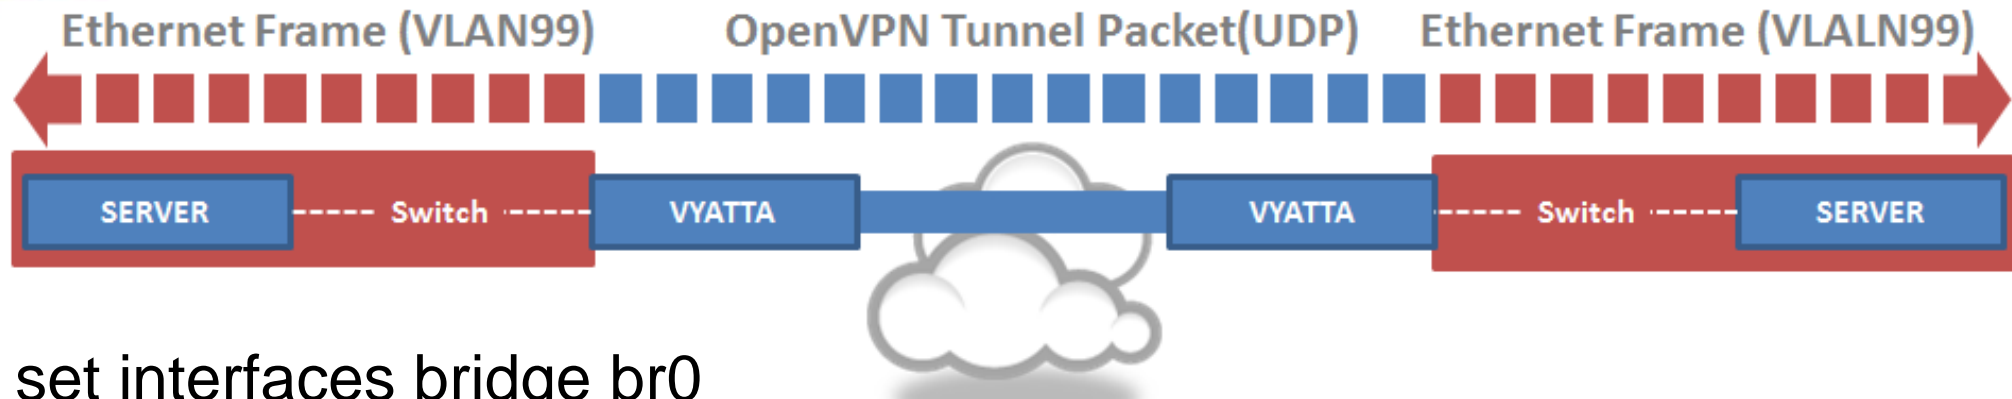 Ethernet Frame (VLAN99) OpenVPN Tunnel Packet(UDP) Ethernet Frame (VLALN99)
SERVER Switch VYATTA VYATTA Switch SERVER
set interfaces bridge br0